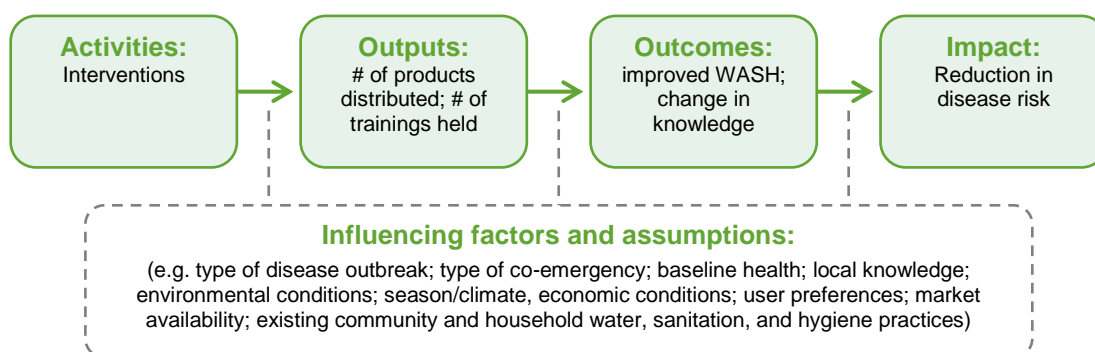 Activities:
Interventions
Outputs:
# of products
distributed; # of
trainings held
Outcomes:
improved WASH;
change in
knowledge
Impact:
Reduction in
disease risk
Influencing factors and assumptions:
(e.g. type of disease outbreak; type of co-emergency; baseline health; local knowledge;
environmental conditions; season/climate, economic conditions; user preferences; market
availability; existing community and household water, sanitation, and hygiene practices)